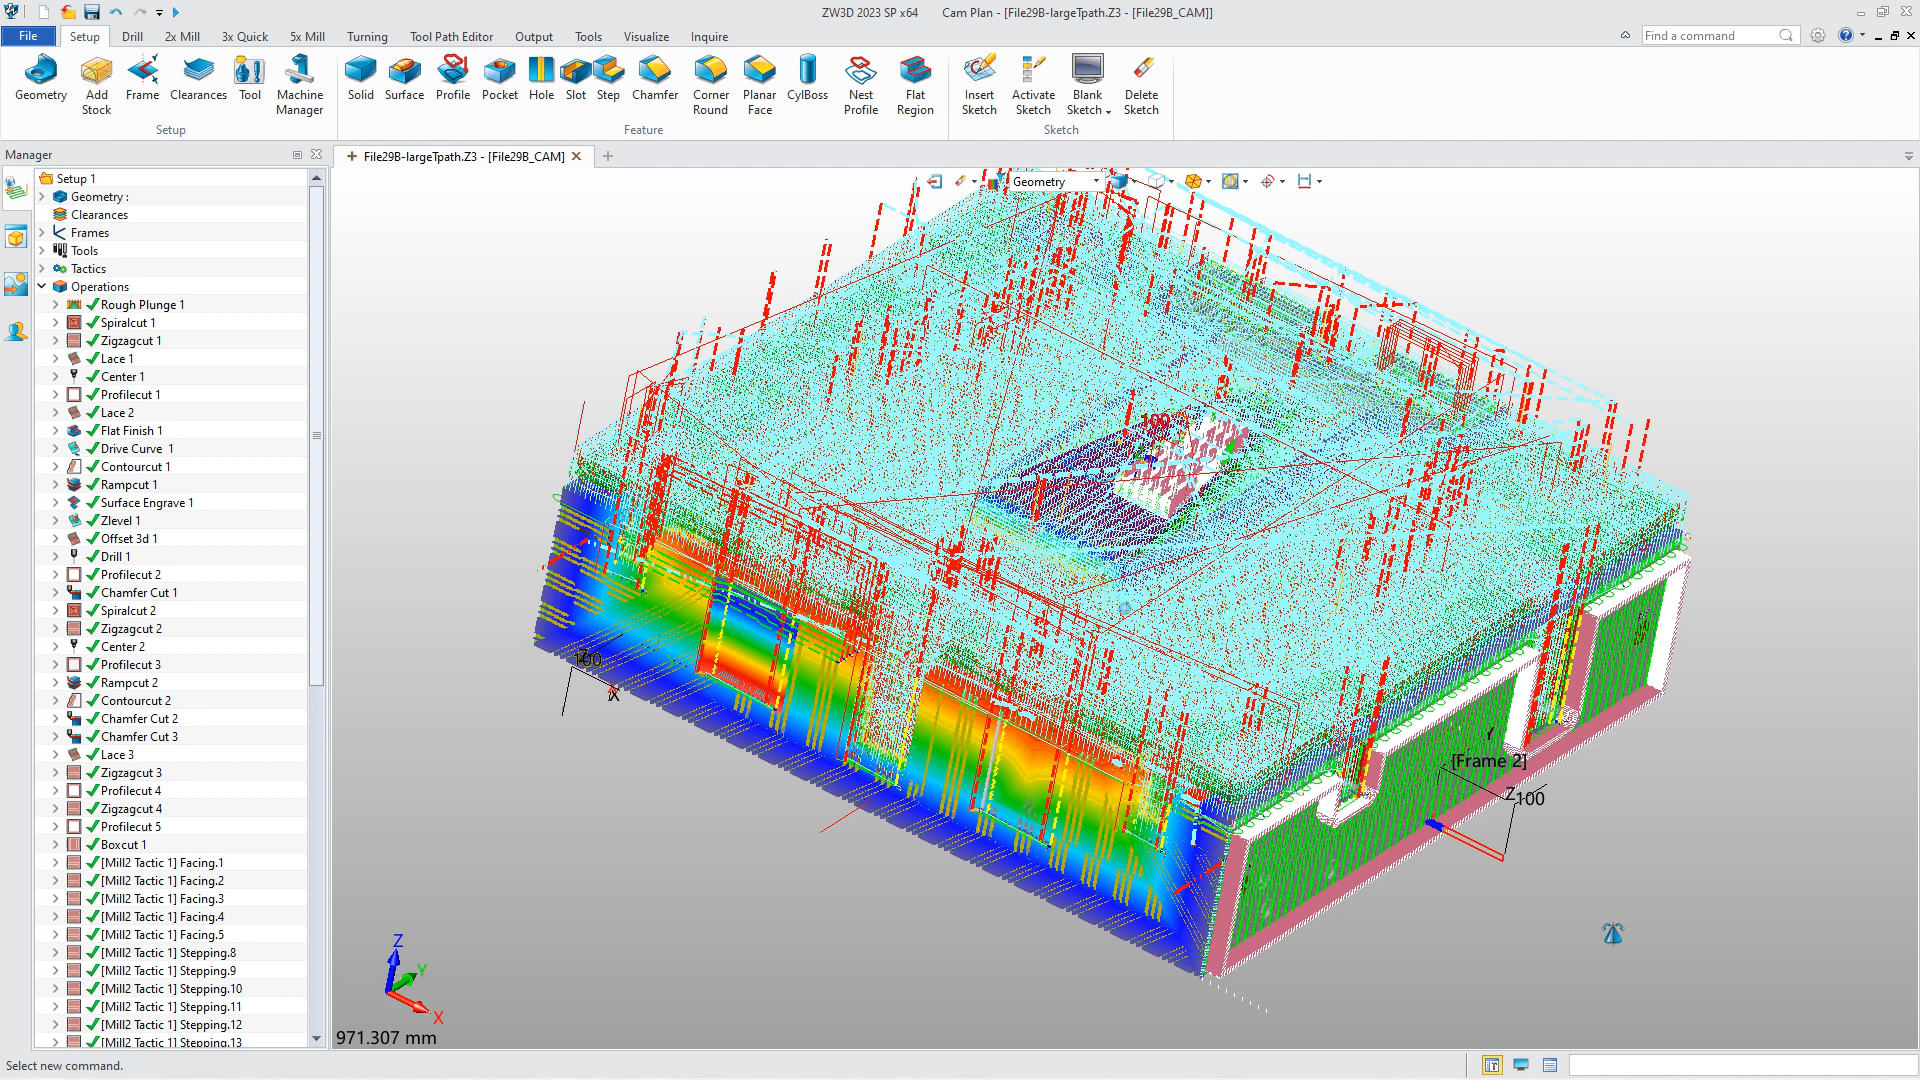 ZW3D 2023 SP x64 Cam Plan - [File29B-largeTpath.Z3 - [File29B_CAM]]
File Setup Drill 2x Mill 3x Quick 5x Mill Turning Tool Path Editor Output Tools Visualize Inquire Find a command
Geometry Add Stock Frame Clearances Tool Machine Manager Solid Surface Profile Pocket Hole Slot Step Chamfer Corner Round Planar Face CylBoss Nest Profile Flat Region Insert Sketch Activate Sketch Blank Sketch Delete Sketch
Setup Feature Sketch
Manager
File29B-largeTpath.Z3 - [File29B_CAM]
Geometry
Setup 1
Geometry :
Clearances
Frames
Tools
Tactics
Operations
Rough Plunge 1
Spiralcut 1
Zigzagcut 1
Lace 1
Center 1
Profilecut 1
Lace 2
Flat Finish 1
Drive Curve 1
Contourcut 1
Rampcut 1
Surface Engrave 1
Zlevel 1
Offset 3d 1
Drill 1
Profilecut 2
Chamfer Cut 1
Spiralcut 2
Zigzagcut 2
Center 2
Profilecut 3
Rampcut 2
Contourcut 2
Chamfer Cut 2
Chamfer Cut 3
Lace 3
Zigzagcut 3
Profilecut 4
Zigzagcut 4
Profilecut 5
Boxcut 1
[Mill2 Tactic 1] Facing.1
[Mill2 Tactic 1] Facing.2
[Mill2 Tactic 1] Facing.3
[Mill2 Tactic 1] Facing.4
[Mill2 Tactic 1] Facing.5
[Mill2 Tactic 1] Stepping.8
[Mill2 Tactic 1] Stepping.9
[Mill2 Tactic 1] Stepping.10
[Mill2 Tactic 1] Stepping.11
[Mill2 Tactic 1] Stepping.12
[Mill2 Tactic 1] Stepping.13
100
100
X
Y
[Frame 2]
Z100
Z
Y
X
971.307 mm
Select new command.